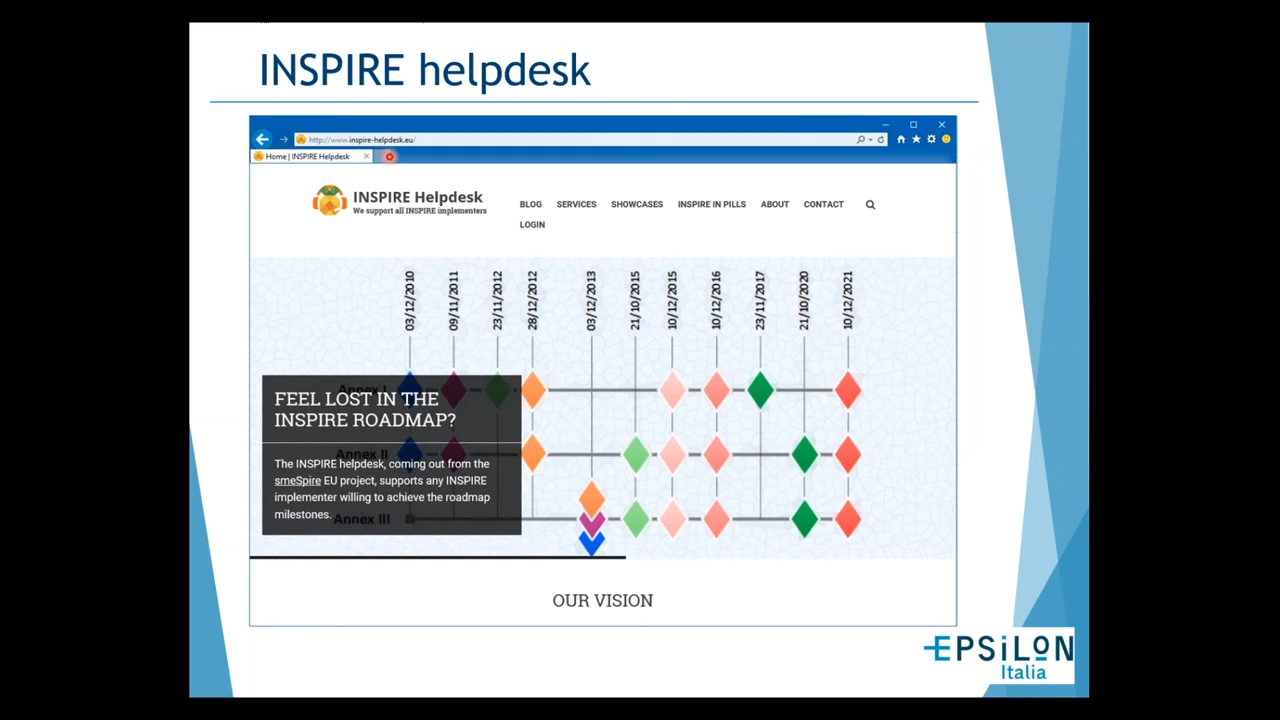 INSPIRE helpdesk
http://www.inspire-helpdesk.eu/
Home | INSPIRE Helpdesk
INSPIRE Helpdesk
We support all INSPIRE implementers
BLOG SERVICES SHOWCASES INSPIRE IN PILLS ABOUT CONTACT
LOGIN
03/12/2010 09/11/2011 23/11/2012 28/12/2012 03/12/2013 21/10/2015 10/12/2015 10/12/2016 23/11/2017 21/10/2020 10/12/2021
Annex I
FEEL LOST IN THE
INSPIRE ROADMAP?
Annex II
The INSPIRE helpdesk, coming out from the
smeSpire EU project, supports any INSPIRE
implementer willing to achieve the roadmap
milestones.
Annex III
OUR VISION
EPSiLON
Italia